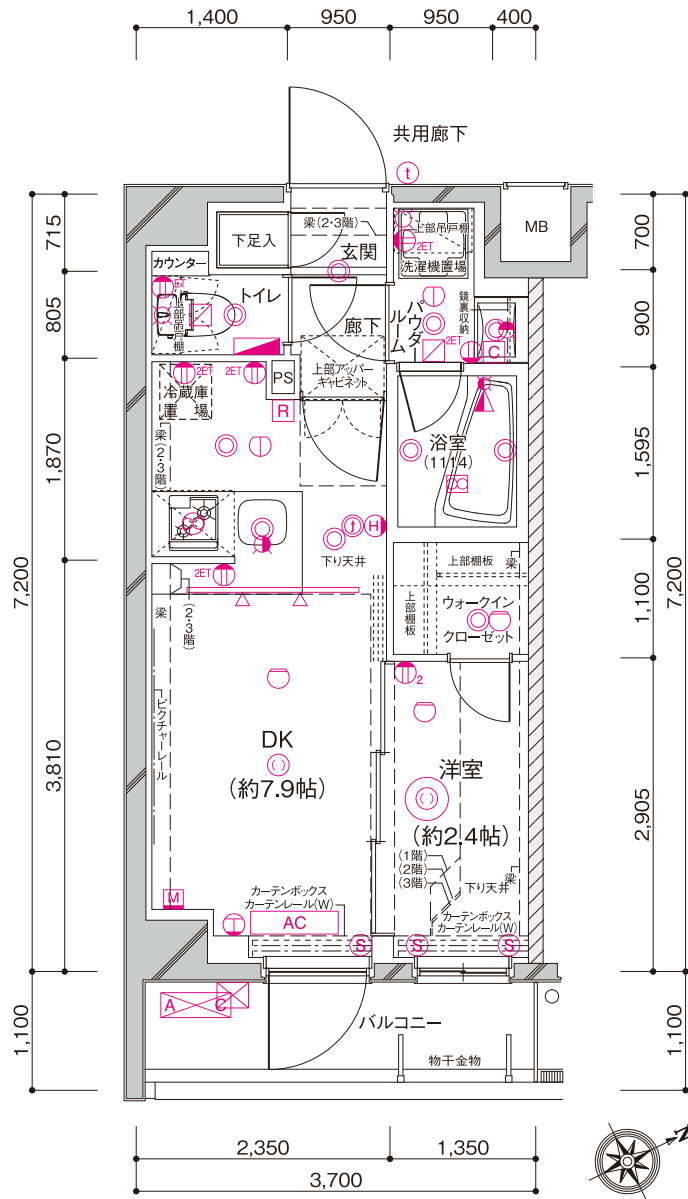 1,400
950
950
400
共用廊下
t
715
805
1,870
7,200
3,810
1,100
700
900
1,595
1,100
7,200
2,905
1,100
下足入
梁(2・3階)
玄関
上部吊戸棚
2ET
洗濯機置場
MB
カウンター
トイレ
上部吊戸棚
廊下
パウダー
ルーム
鏡裏収納
2ET
C
2ET
2ET
冷蔵庫
置場
PS
R
上部アッパー
キャビネット
浴室
(1114)
梁(2・3階)
t
H
下り天井
2ET
梁
(2・3階)
上部棚板
梁
上部棚板
ウォークイン
クローゼット
2
ピクチャーレール
DK
(約7.9帖)
洋室
(約2.4帖)
(1階)
(2階)
(3階)
下り天井
梁
M
カーテンボックス
カーテンレール(W)
AC
カーテンボックス
カーテンレール(W)
S
S
S
A C
バルコニー
物干金物
2,350
1,350
3,700
N